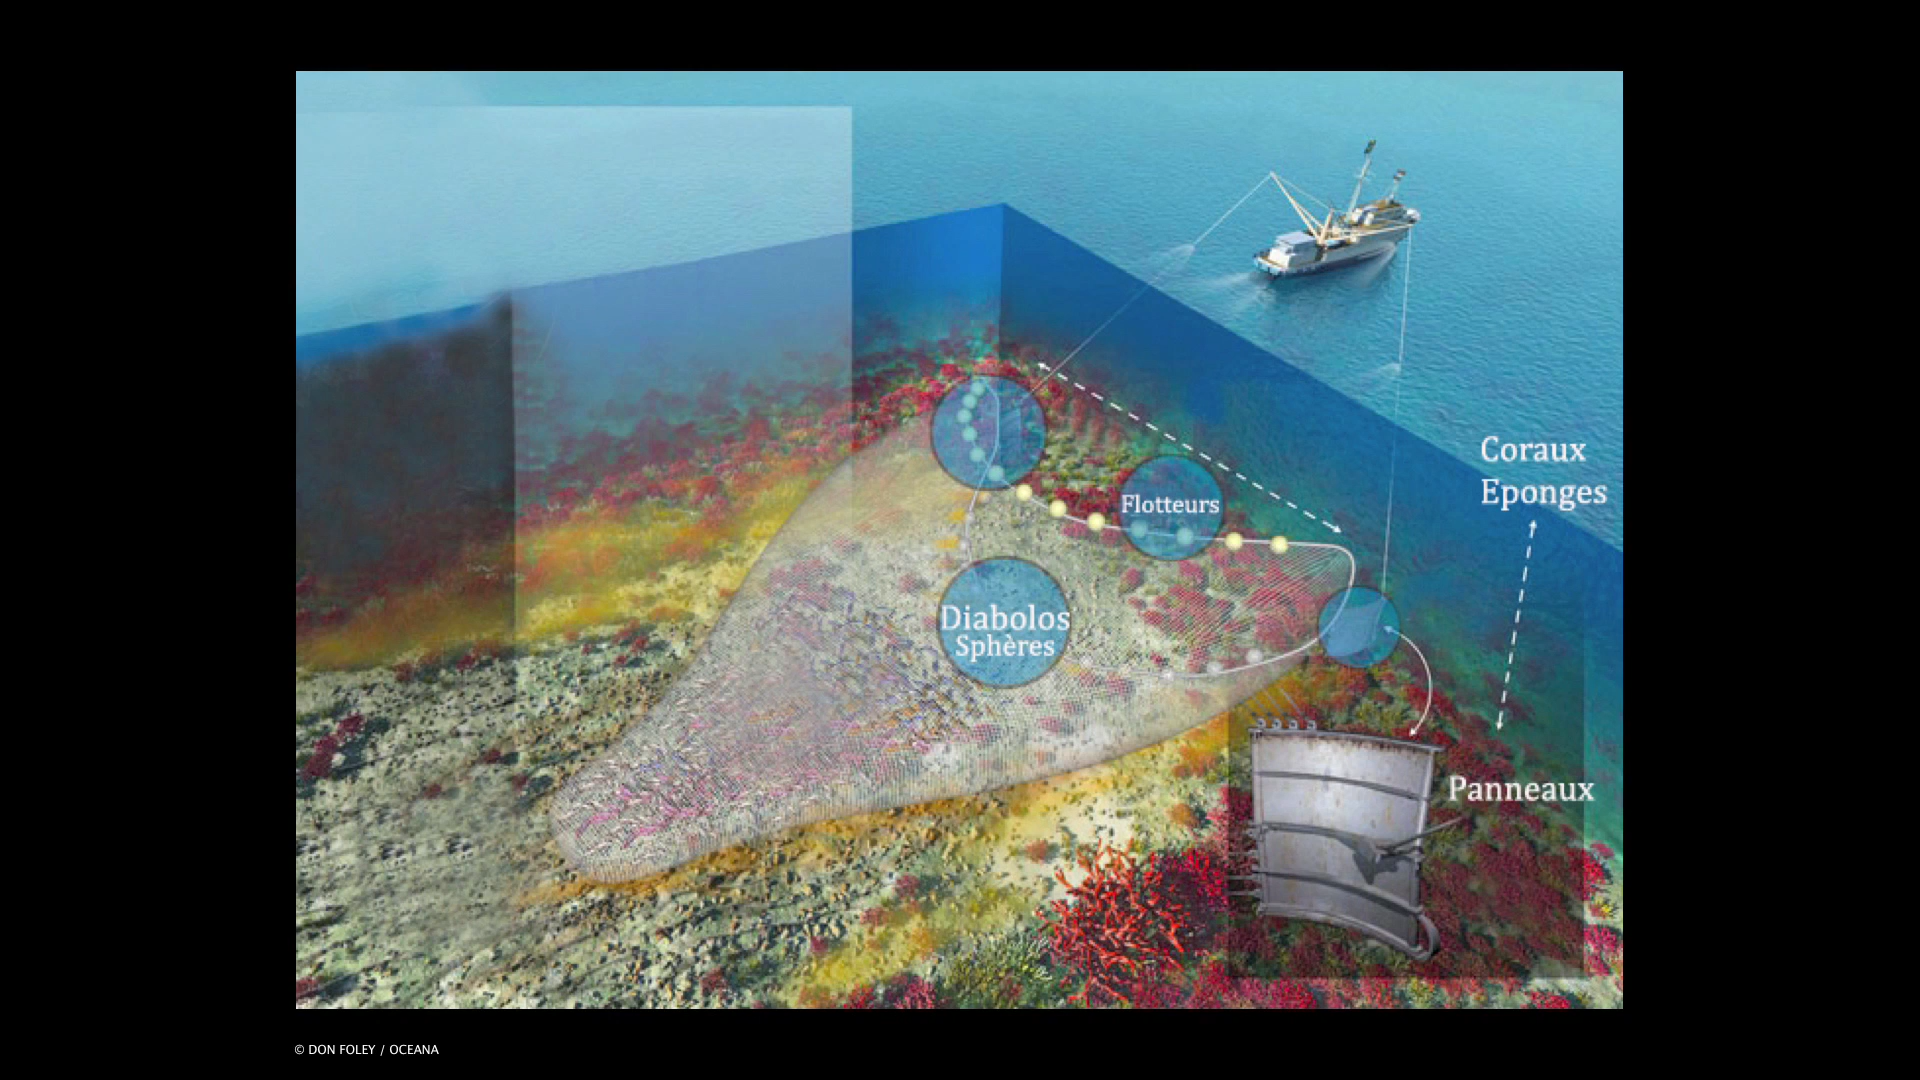 Coraux
Eponges
Flotteurs
Diabolos
Sphères
Panneaux
© DON FOLEY / OCEANA